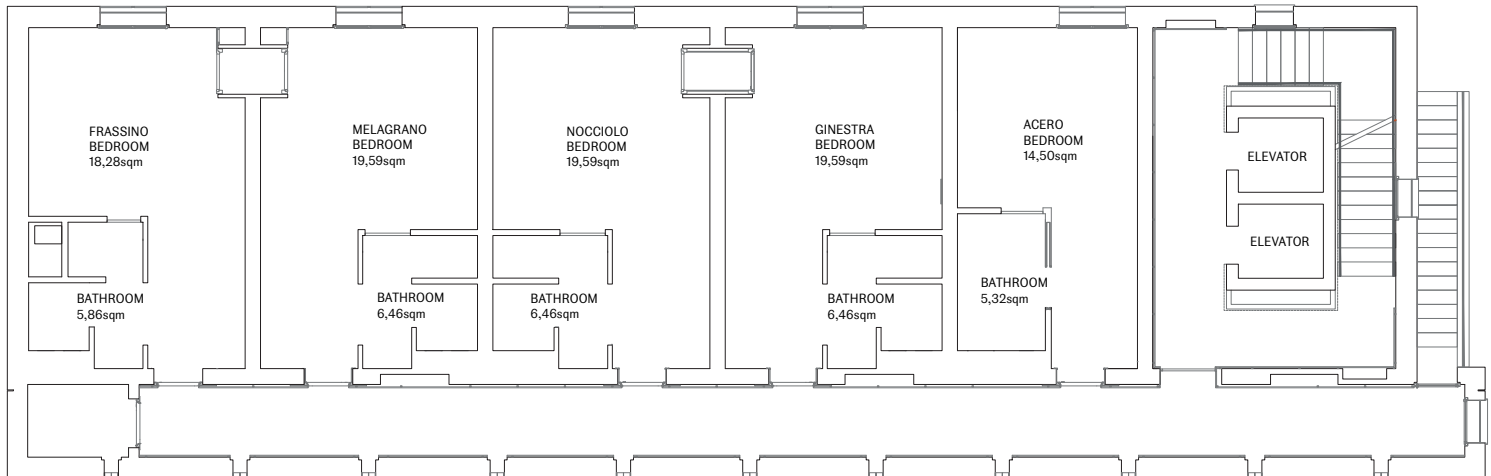 FRASSINO
BEDROOM
18,28sqm
MELAGRANO
BEDROOM
19,59sqm
NOCCIOLO
BEDROOM
19,59sqm
GINESTRA
BEDROOM
19,59sqm
ACERO
BEDROOM
14,50sqm
ELEVATOR
ELEVATOR
BATHROOM
5,86sqm
BATHROOM
6,46sqm
BATHROOM
6,46sqm
BATHROOM
6,46sqm
BATHROOM
5,32sqm